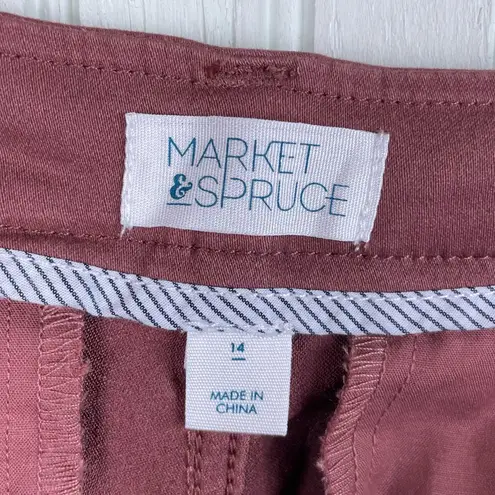 MARKET
&SPRUCE
14
MADE IN
CHINA